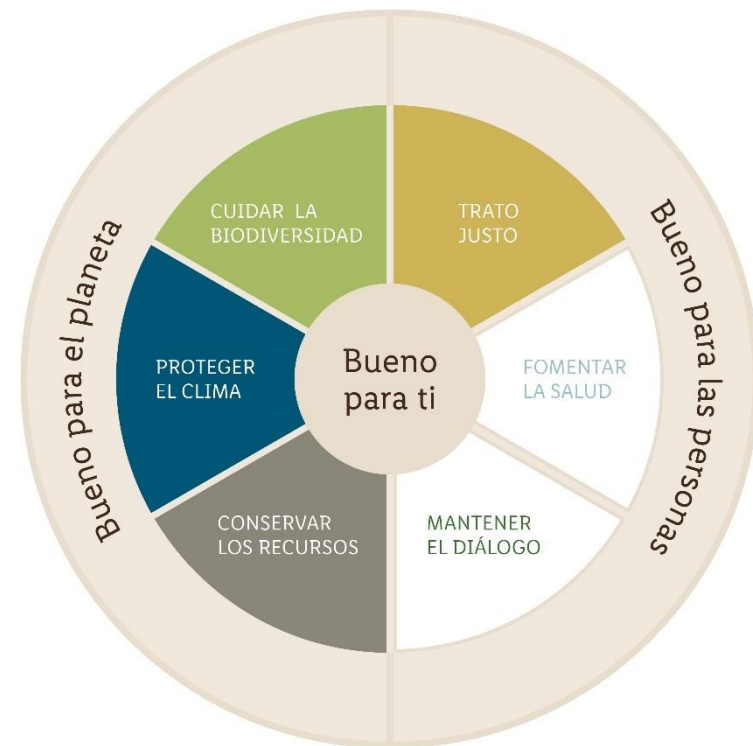 Bueno para el planeta
CUIDAR LA
BIODIVERSIDAD
PROTEGER
EL CLIMA
CONSERVAR
LOS RECURSOS
Bueno
para ti
TRATO
JUSTO
FOMENTAR
LA SALUD
MANTENER
EL DIÁLOGO
Bueno para las personas